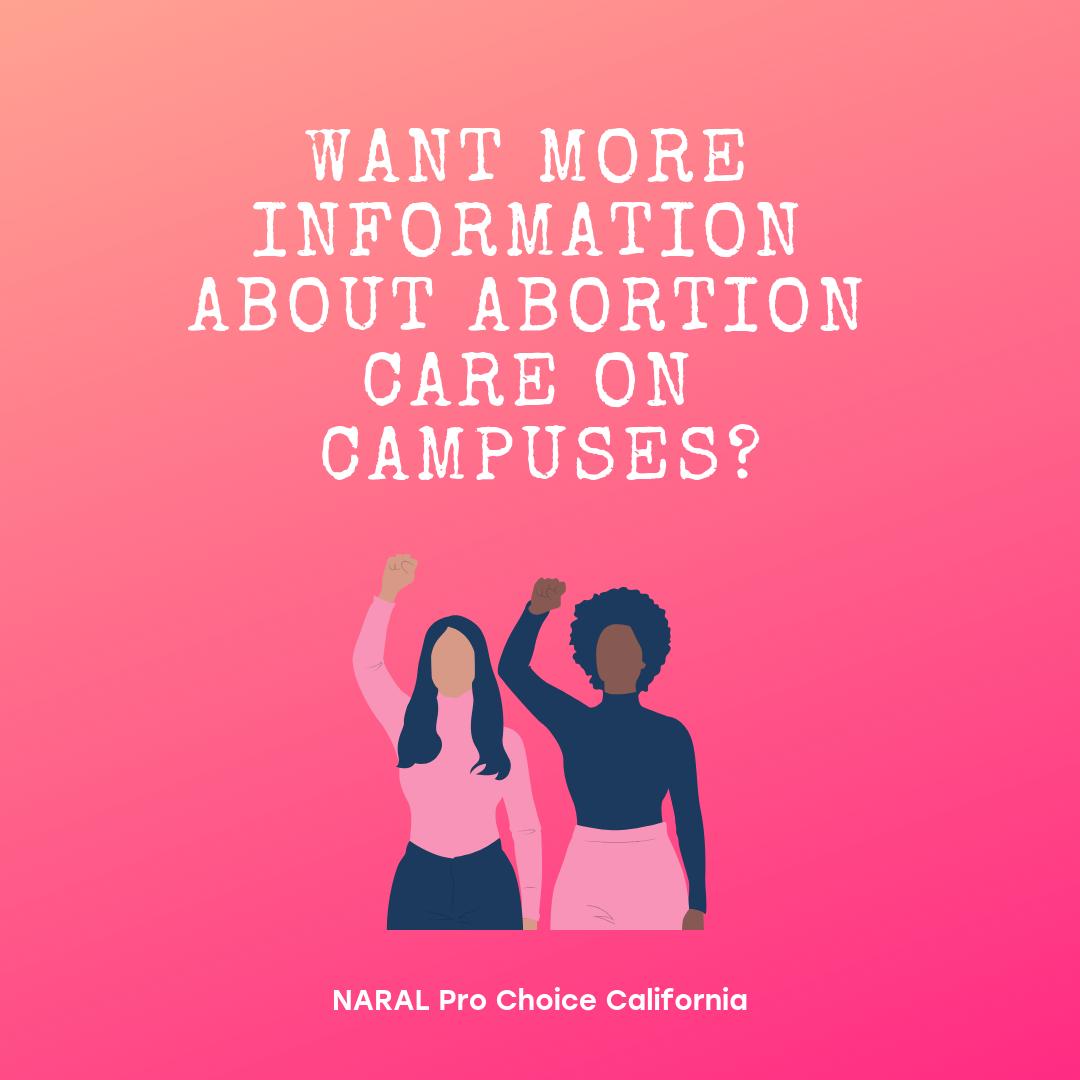 WANT MORE
INFORMATION
ABOUT ABORTION
CARE ON
CAMPUSES?
NARAL Pro Choice California